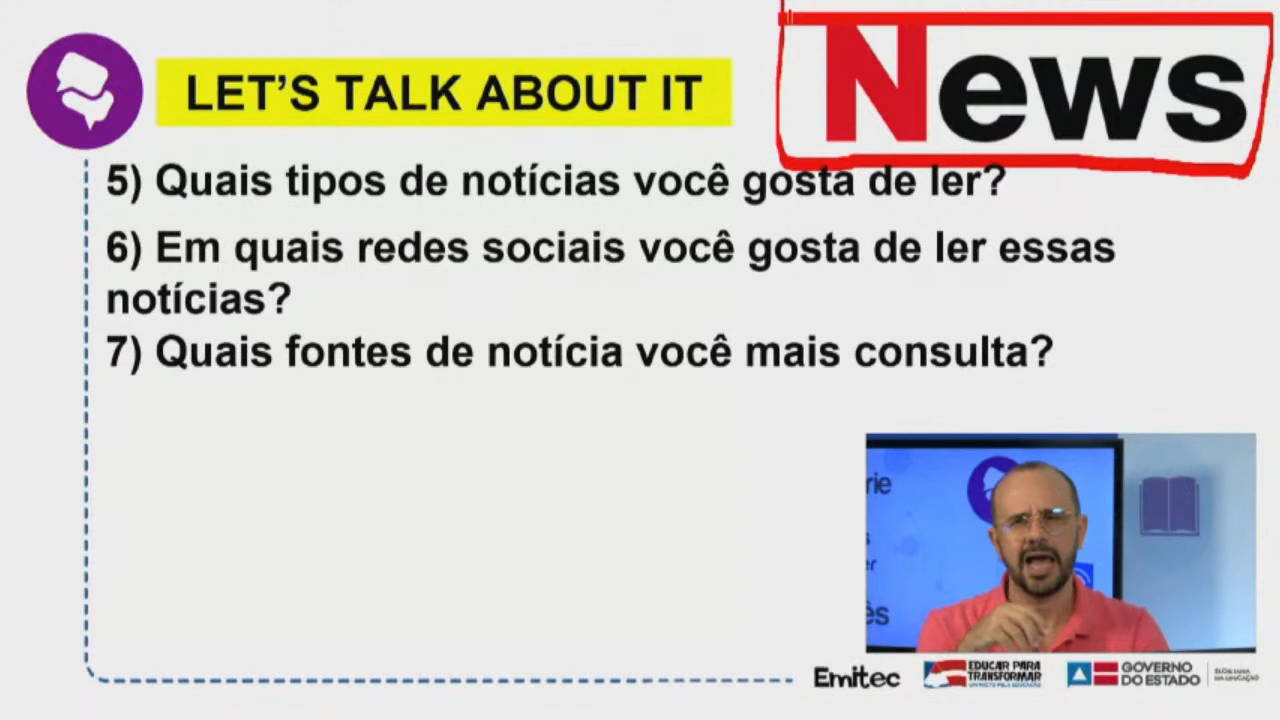 LET'S TALK ABOUT IT
News
5) Quais tipos de notícias você gosta de ler?
6) Em quais redes sociais você gosta de ler essas
notícias?
7) Quais fontes de notícia você mais consulta?
rie
Emitec
EDUCAR PARA
TRANSFORMAR
GOVERNO
DO ESTADO